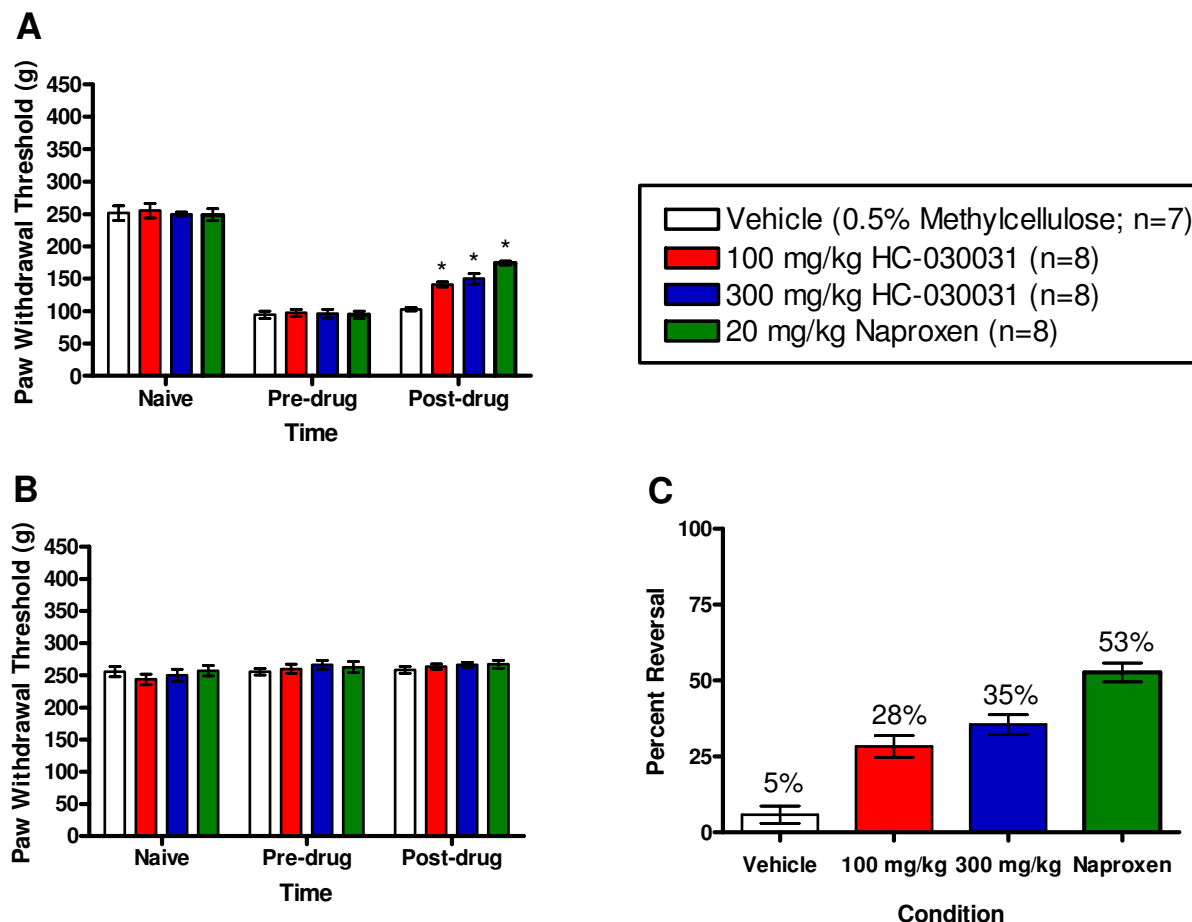 A
Paw Withdrawal Threshold (g)
450
400
350
300
250
200
150
100
50
0
* * *
Naive Pre-drug Post-drug
Time
Vehicle (0.5% Methylcellulose; n=7)
100 mg/kg HC-030031 (n=8)
300 mg/kg HC-030031 (n=8)
20 mg/kg Naproxen (n=8)
B
Paw Withdrawal Threshold (g)
450
400
350
300
250
200
150
100
50
0
Naive Pre-drug Post-drug
Time
C
Percent Reversal
100
75
50
25
0
5% 28% 35% 53%
Vehicle 100 mg/kg 300 mg/kg Naproxen
Condition